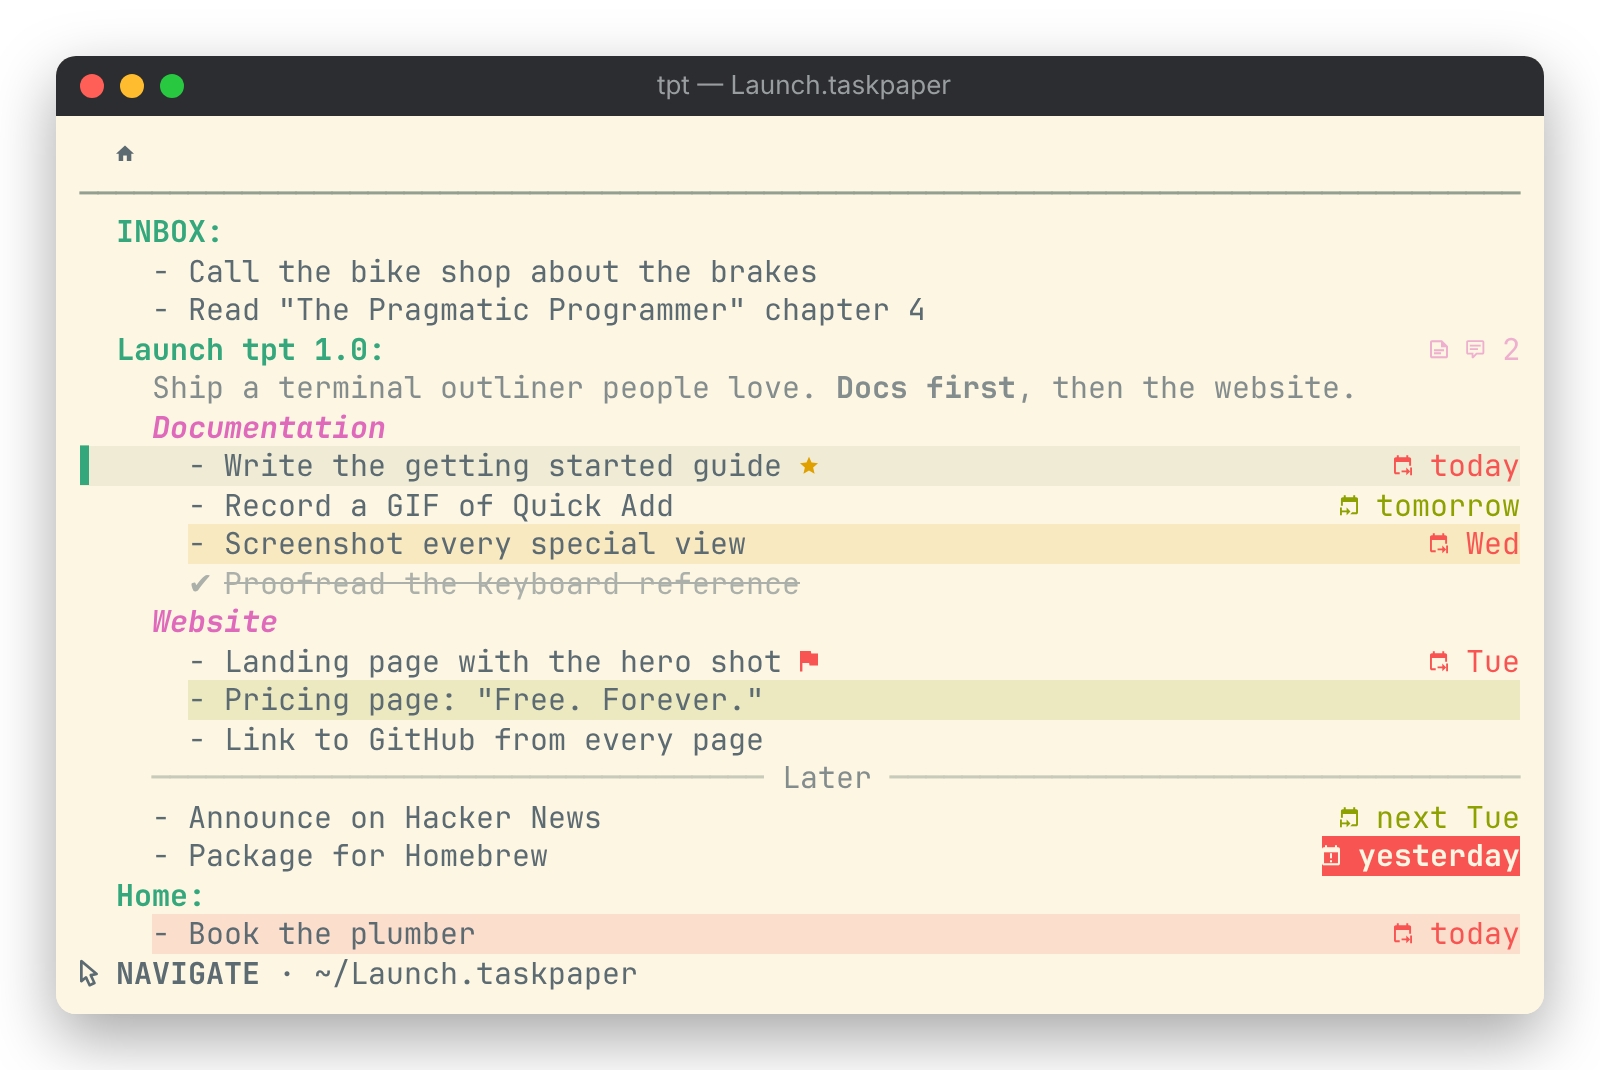 tpt — Launch.taskpaper
INBOX:
- Call the bike shop about the brakes
- Read "The Pragmatic Programmer" chapter 4
Launch tpt 1.0: 2
Ship a terminal outliner people love. Docs first, then the website.
Documentation
- Write the getting started guide ★ today
- Record a GIF of Quick Add tomorrow
- Screenshot every special view Wed
✔ Proofread the keyboard reference
Website
- Landing page with the hero shot Tue
- Pricing page: "Free. Forever."
- Link to GitHub from every page
Later
- Announce on Hacker News next Tue
- Package for Homebrew yesterday
Home:
- Book the plumber today
NAVIGATE · ~/Launch.taskpaper